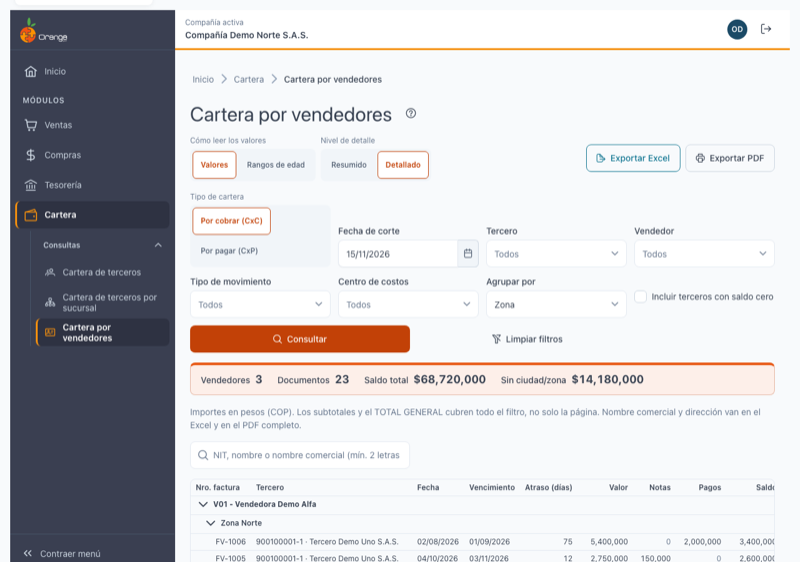 Orange
Compañía activa
Compañía Demo Norte S.A.S.
OD
Inicio
MÓDULOS
Ventas
Compras
Tesorería
Cartera
Consultas
Cartera de terceros
Cartera de terceros por
sucursal
Cartera por
vendedores
Contraer menú
Inicio > Cartera > Cartera por vendedores
Cartera por vendedores
Cómo leer los valores
Nivel de detalle
Valores
Rangos de edad
Resumido
Detallado
Exportar Excel
Exportar PDF
Tipo de cartera
Por cobrar (CxC)
Por pagar (CxP)
Fecha de corte
15/11/2026
Tercero
Todos
Vendedor
Todos
Tipo de movimiento
Todos
Centro de costos
Todos
Agrupar por
Zona
Incluir terceros con saldo cero
Consultar
Limpiar filtros
Vendedores 3 Documentos 23 Saldo total $68,720,000 Sin ciudad/zona $14,180,000
Importes en pesos (COP). Los subtotales y el TOTAL GENERAL cubren todo el filtro, no solo la página. Nombre comercial y dirección van en el
Excel y en el PDF completo.
NIT, nombre o nombre comercial (mín. 2 letras
Nro. factura Tercero Fecha Vencimiento Atraso (días) Valor Notas Pagos Saldo
V01 - Vendedora Demo Alfa
Zona Norte
FV-1006 900100001-1 · Tercero Demo Uno S.A.S. 02/08/2026 01/09/2026 75 5,400,000 0 2,000,000 3,400,000
FV-1005 900100001-1 · Tercero Demo Uno S.A.S. 04/10/2026 03/11/2026 12 2,750,000 150,000 0 2,600,000